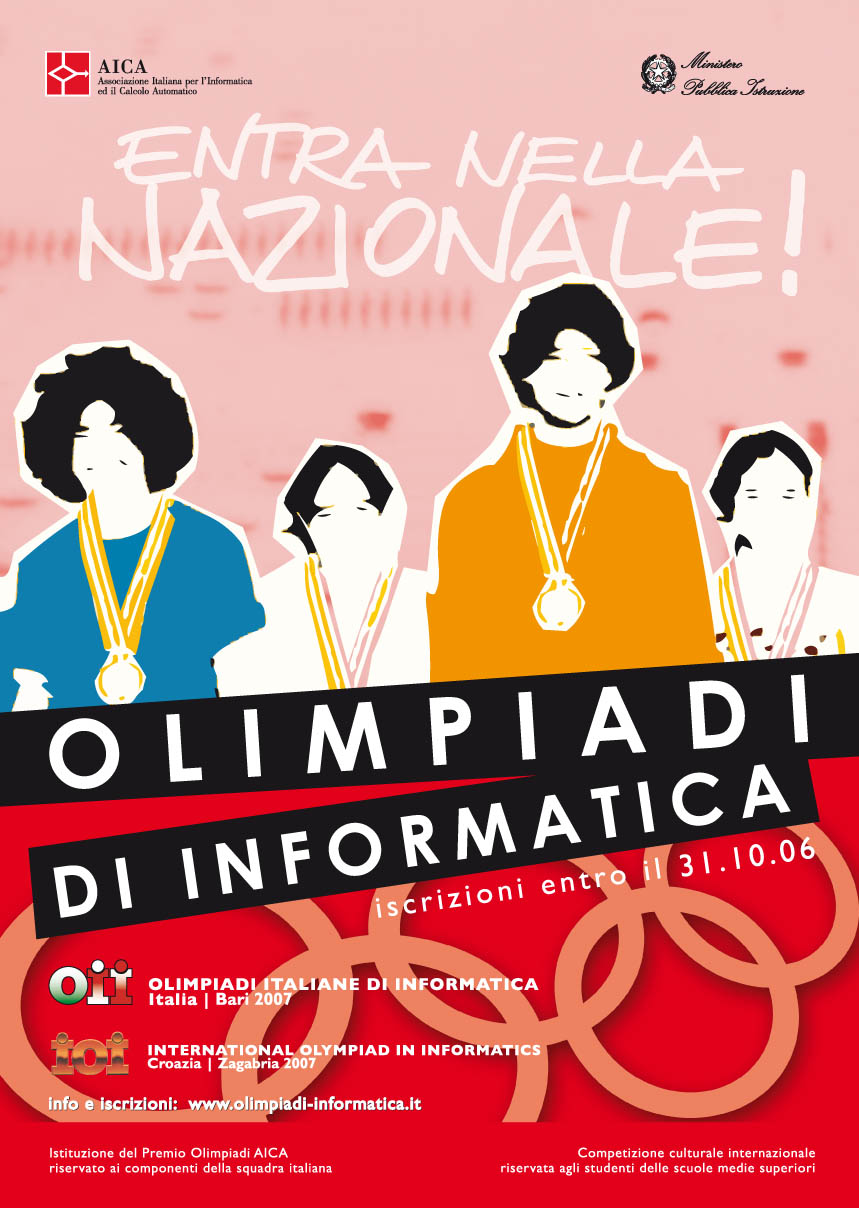 AICA
Associazione Italiana per l'Informatica
ed il Calcolo Automatico
Ministero
Pubblica Istruzione
ENTRA NELLA
NAZIONALE!
OLIMPIADI
DI INFORMATICA
iscrizioni entro il 31.10.06
oii
OLIMPIADI ITALIANE DI INFORMATICA
Italia | Bari 2007
ioi
INTERNATIONAL OLYMPIAD IN INFORMATICS
Croazia | Zagabria 2007
info e iscrizioni: www.olimpiadi-informatica.it
Istituzione del Premio Olimpiadi AICA
riservato ai componenti della squadra italiana
Competizione culturale internazionale
riservata agli studenti delle scuole medie superiori